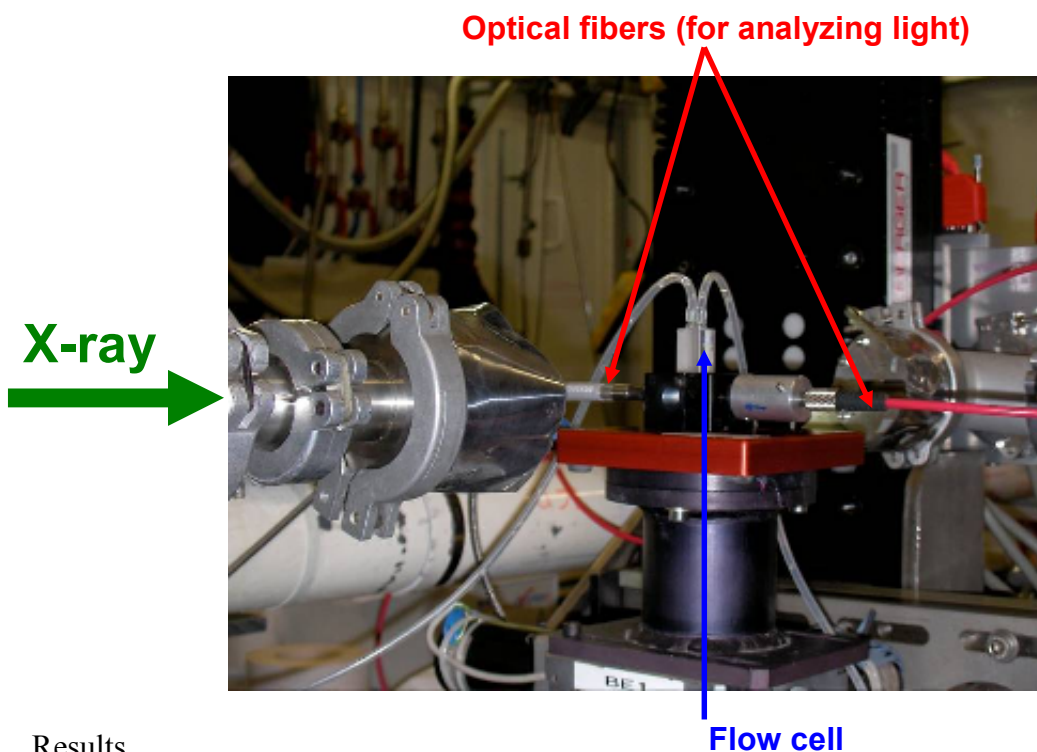 Optical fibers (for analyzing light)
X-ray
BE1
Flow cell
Results